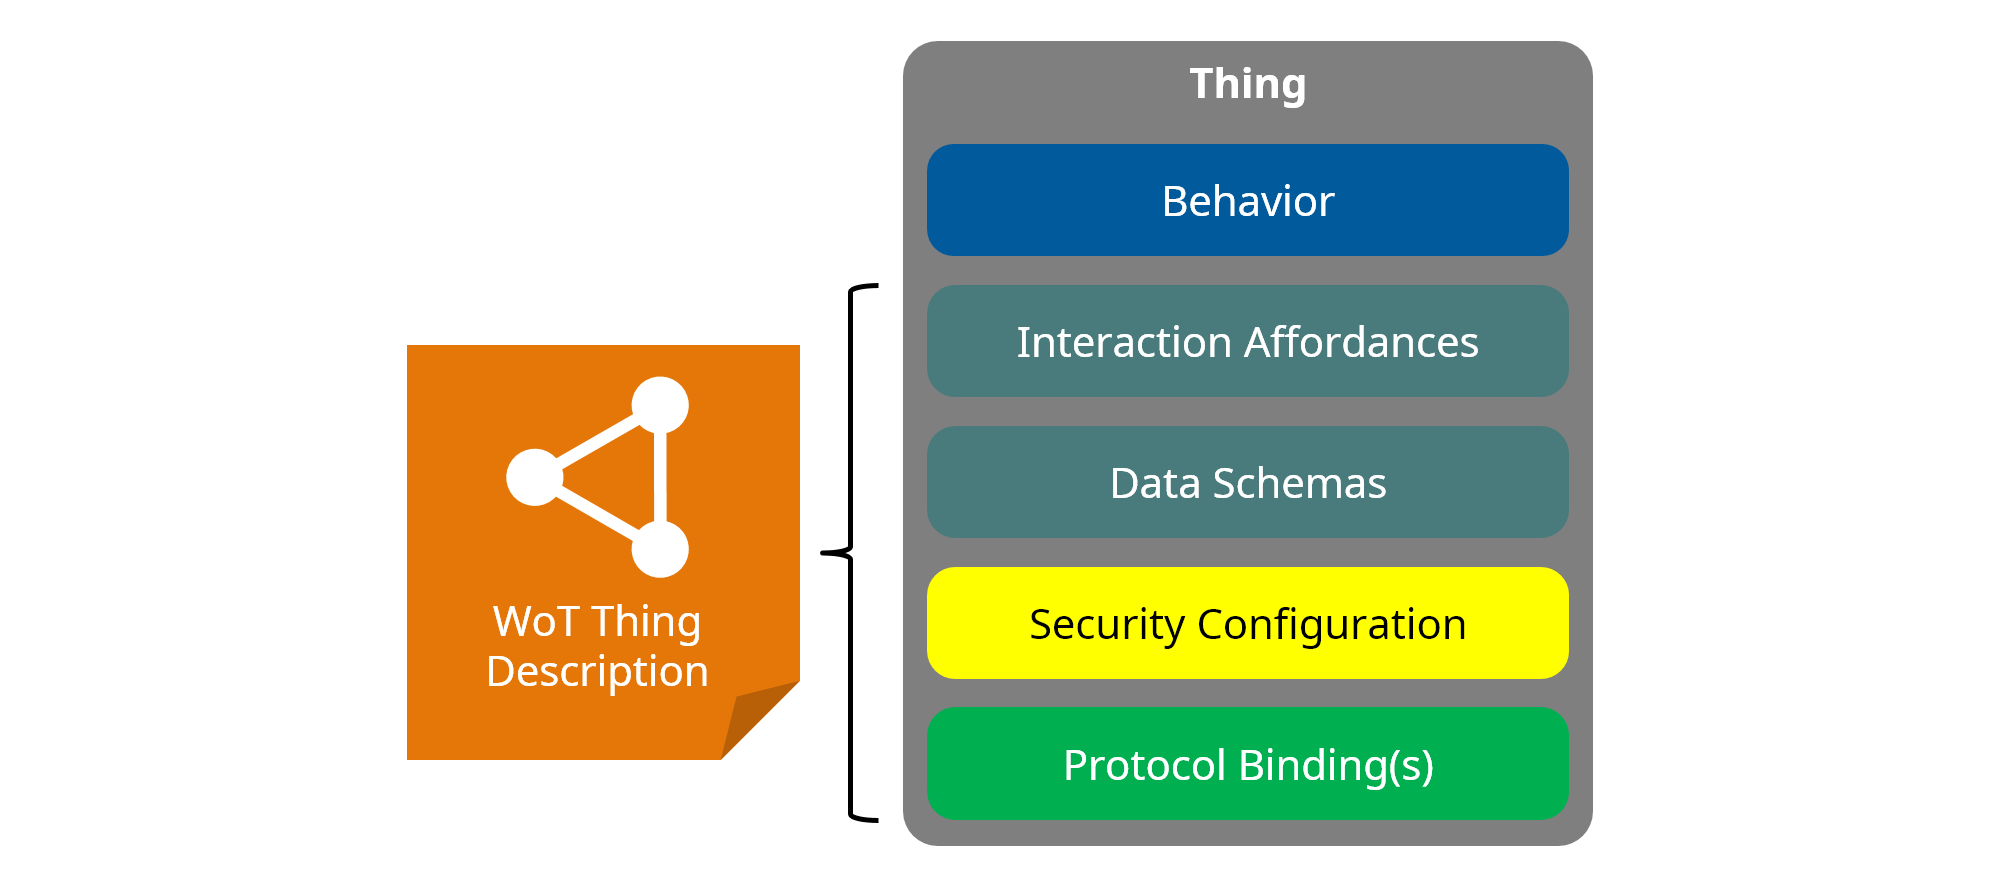 Thing
Behavior
Interaction Affordances
Data Schemas
Security Configuration
Protocol Binding(s)
WoT Thing
Description